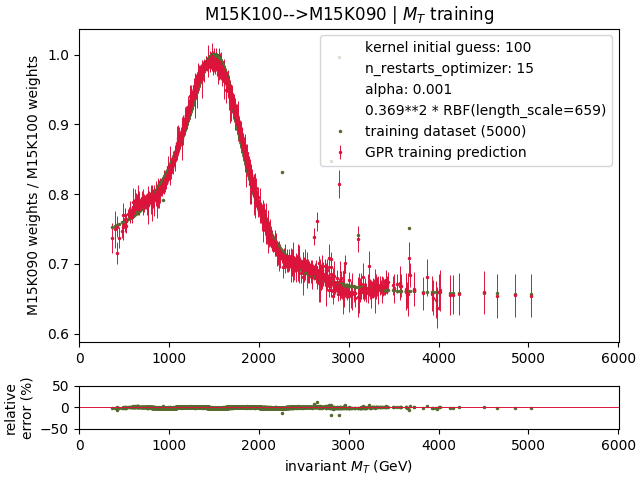 M15K100-->M15K090 | M_T training
M15K090 weights / M15K100 weights
1.0
0.9
0.8
0.7
0.6
kernel initial guess: 100
n_restarts_optimizer: 15
alpha: 0.001
0.369**2 * RBF(length_scale=659)
training dataset (5000)
GPR training prediction
0 1000 2000 3000 4000 5000 6000
relative
error (%)
50
0
−50
0 1000 2000 3000 4000 5000 6000
invariant M_T (GeV)